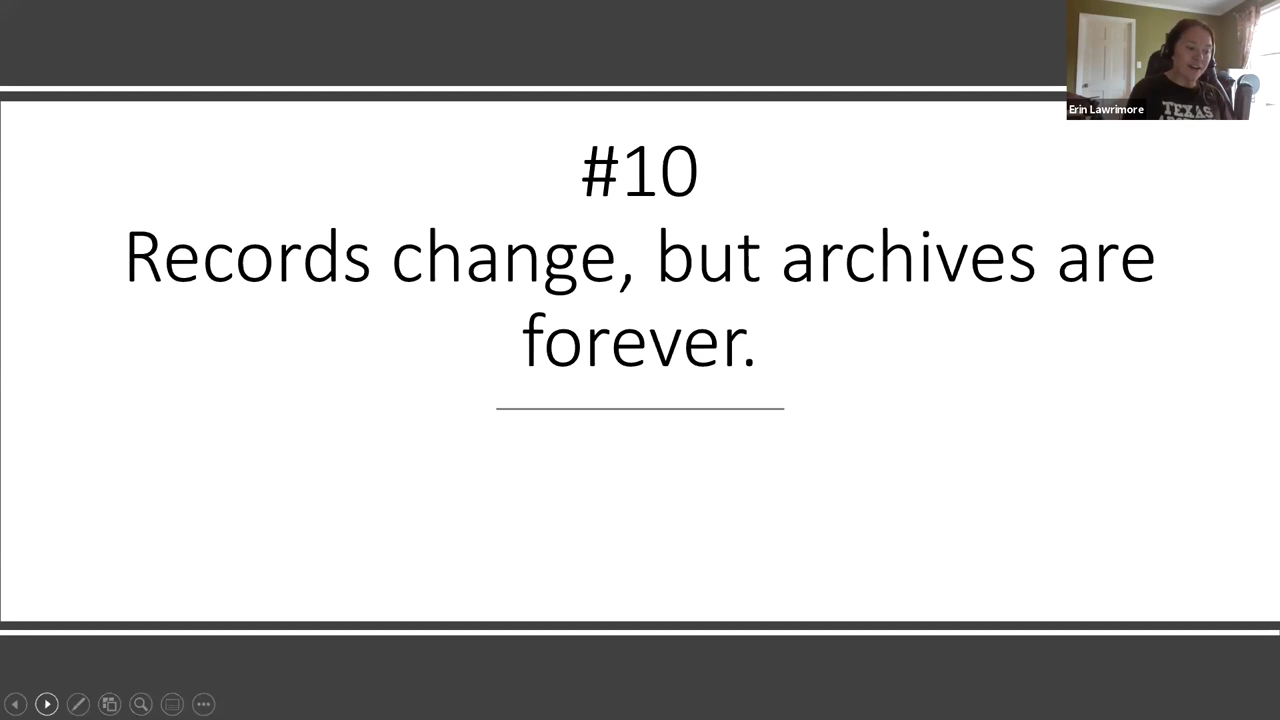 #10
Records change, but archives are
forever.
Erin Lawrimore
TEXAS